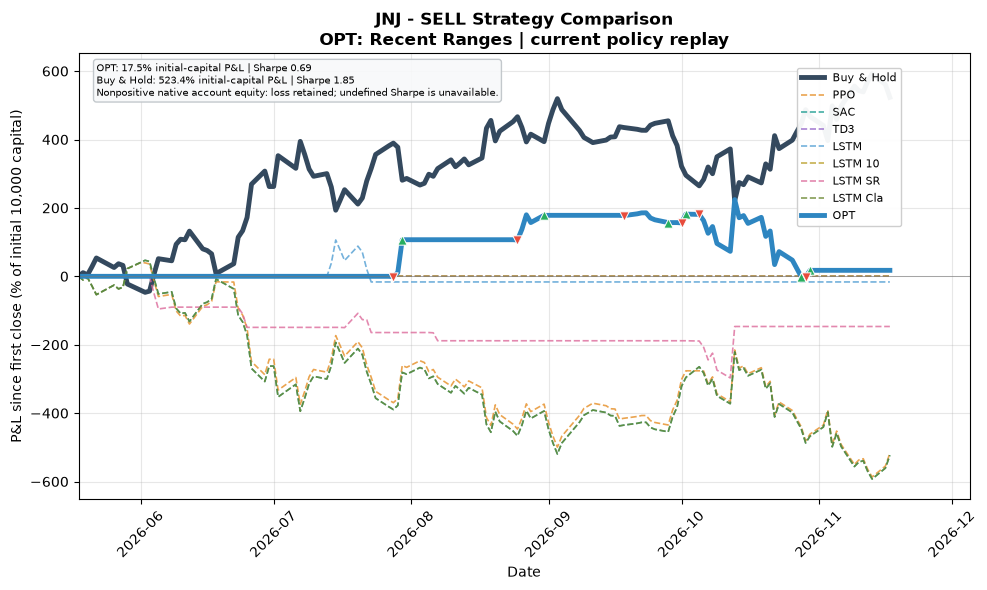 JNJ - SELL Strategy Comparison
OPT: Recent Ranges | current policy replay
OPT: 17.5% initial-capital P&L | Sharpe 0.69
Buy & Hold: 523.4% initial-capital P&L | Sharpe 1.85
Nonpositive native account equity: loss retained; undefined Sharpe is unavailable.
Buy & Hold
PPO
SAC
TD3
LSTM
LSTM 10
LSTM SR
LSTM Cla
OPT
P&L since first close (% of initial 10,000 capital)
600
400
200
0
−200
−400
−600
2026-06
2026-07
2026-08
2026-09
2026-10
2026-11
2026-12
Date